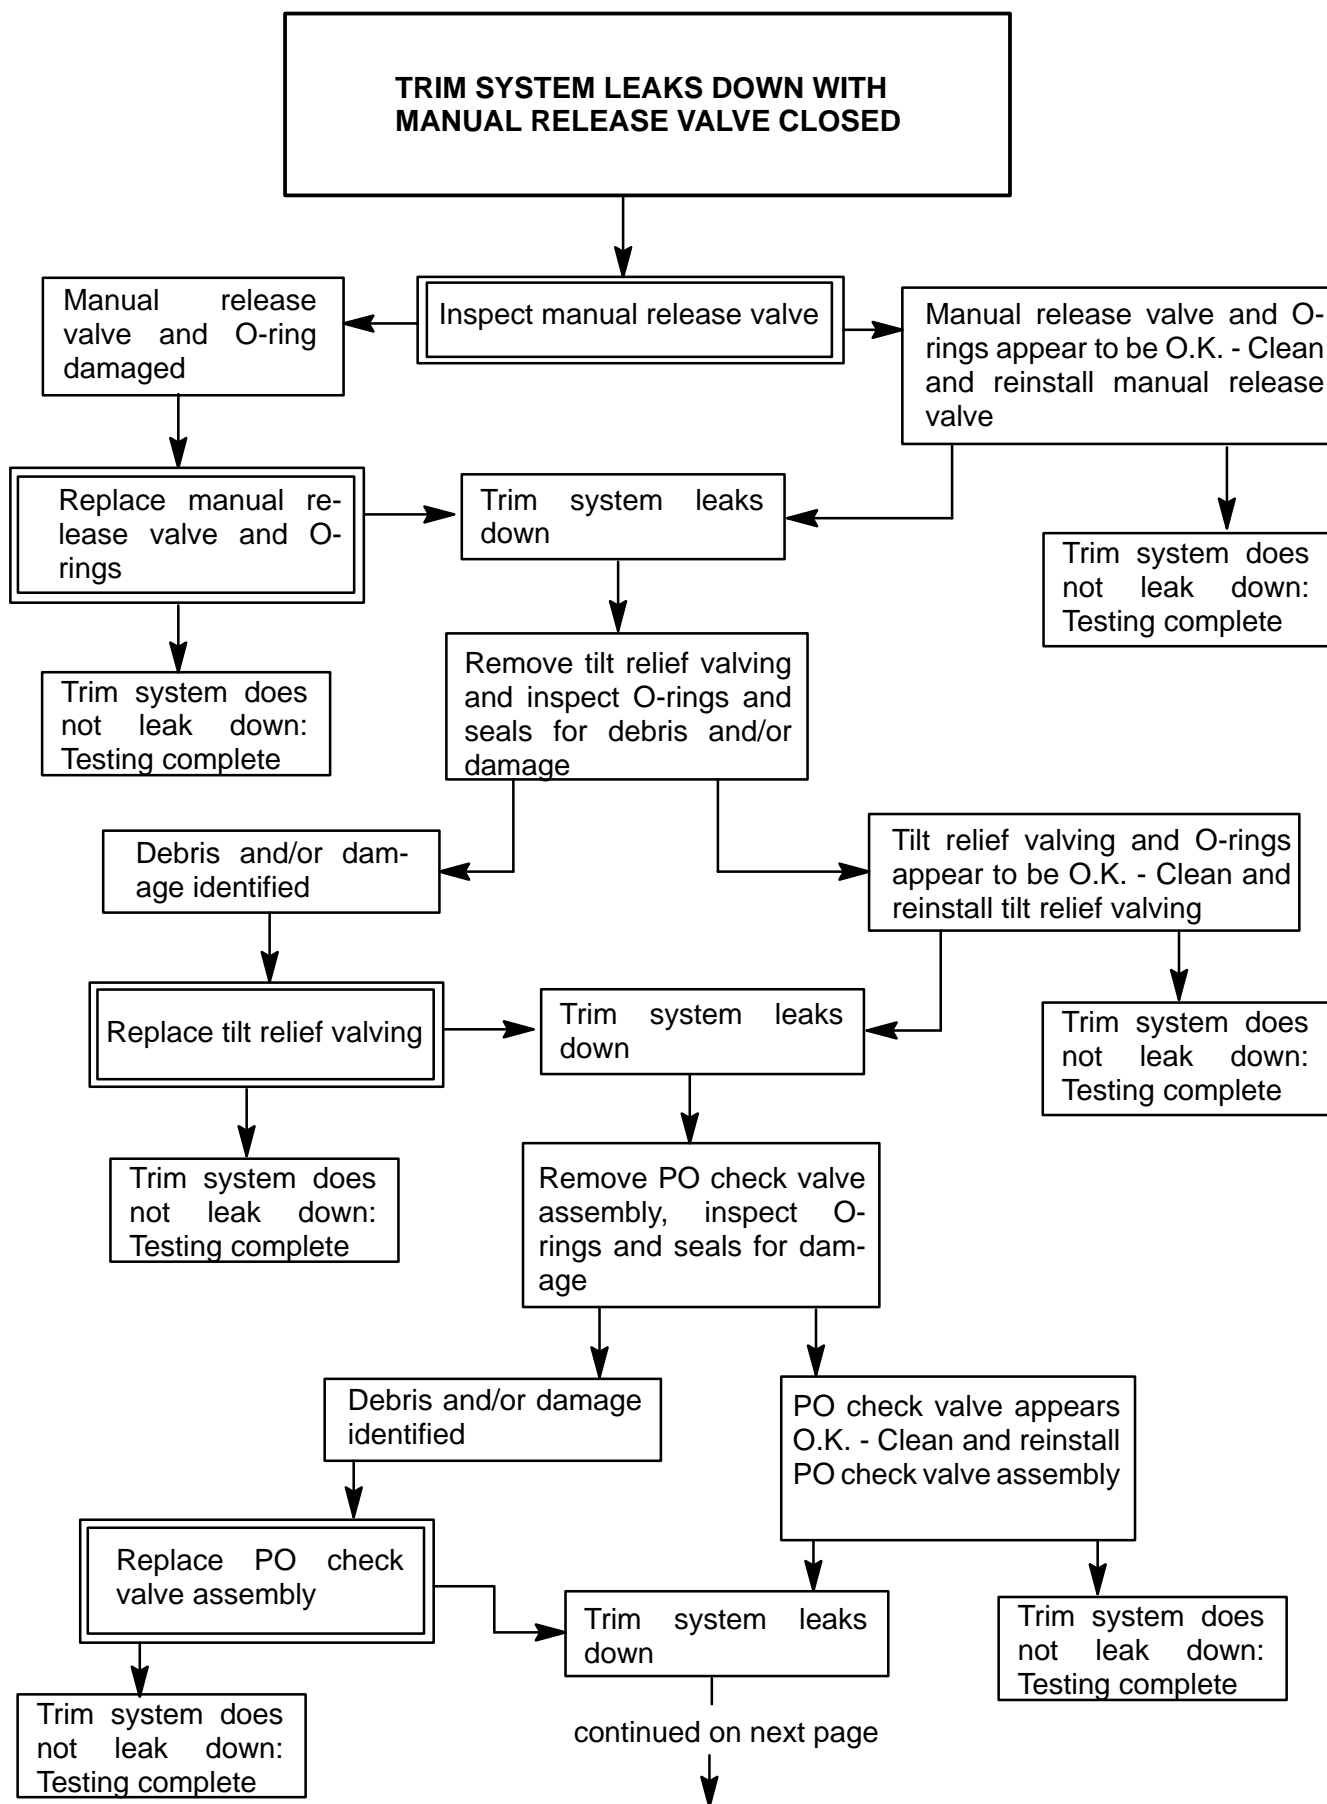 TRIM SYSTEM LEAKS DOWN WITH
MANUAL RELEASE VALVE CLOSED
Inspect manual release valve
Manual release
valve and O-ring
damaged
Manual release valve and O-
rings appear to be O.K. - Clean
and reinstall manual release
valve
Replace manual re-
lease valve and O-
rings
Trim system leaks
down
Trim system does
not leak down:
Testing complete
Trim system does
not leak down:
Testing complete
Remove tilt relief valving
and inspect O-rings and
seals for debris and/or
damage
Debris and/or dam-
age identified
Tilt relief valving and O-rings
appear to be O.K. - Clean and
reinstall tilt relief valving
Replace tilt relief valving
Trim system leaks
down
Trim system does
not leak down:
Testing complete
Trim system does
not leak down:
Testing complete
Remove PO check valve
assembly, inspect O-
rings and seals for dam-
age
Debris and/or damage
identified
PO check valve appears
O.K. - Clean and reinstall
PO check valve assembly
Replace PO check
valve assembly
Trim system leaks
down
Trim system does
not leak down:
Testing complete
Trim system does
not leak down:
Testing complete
continued on next page